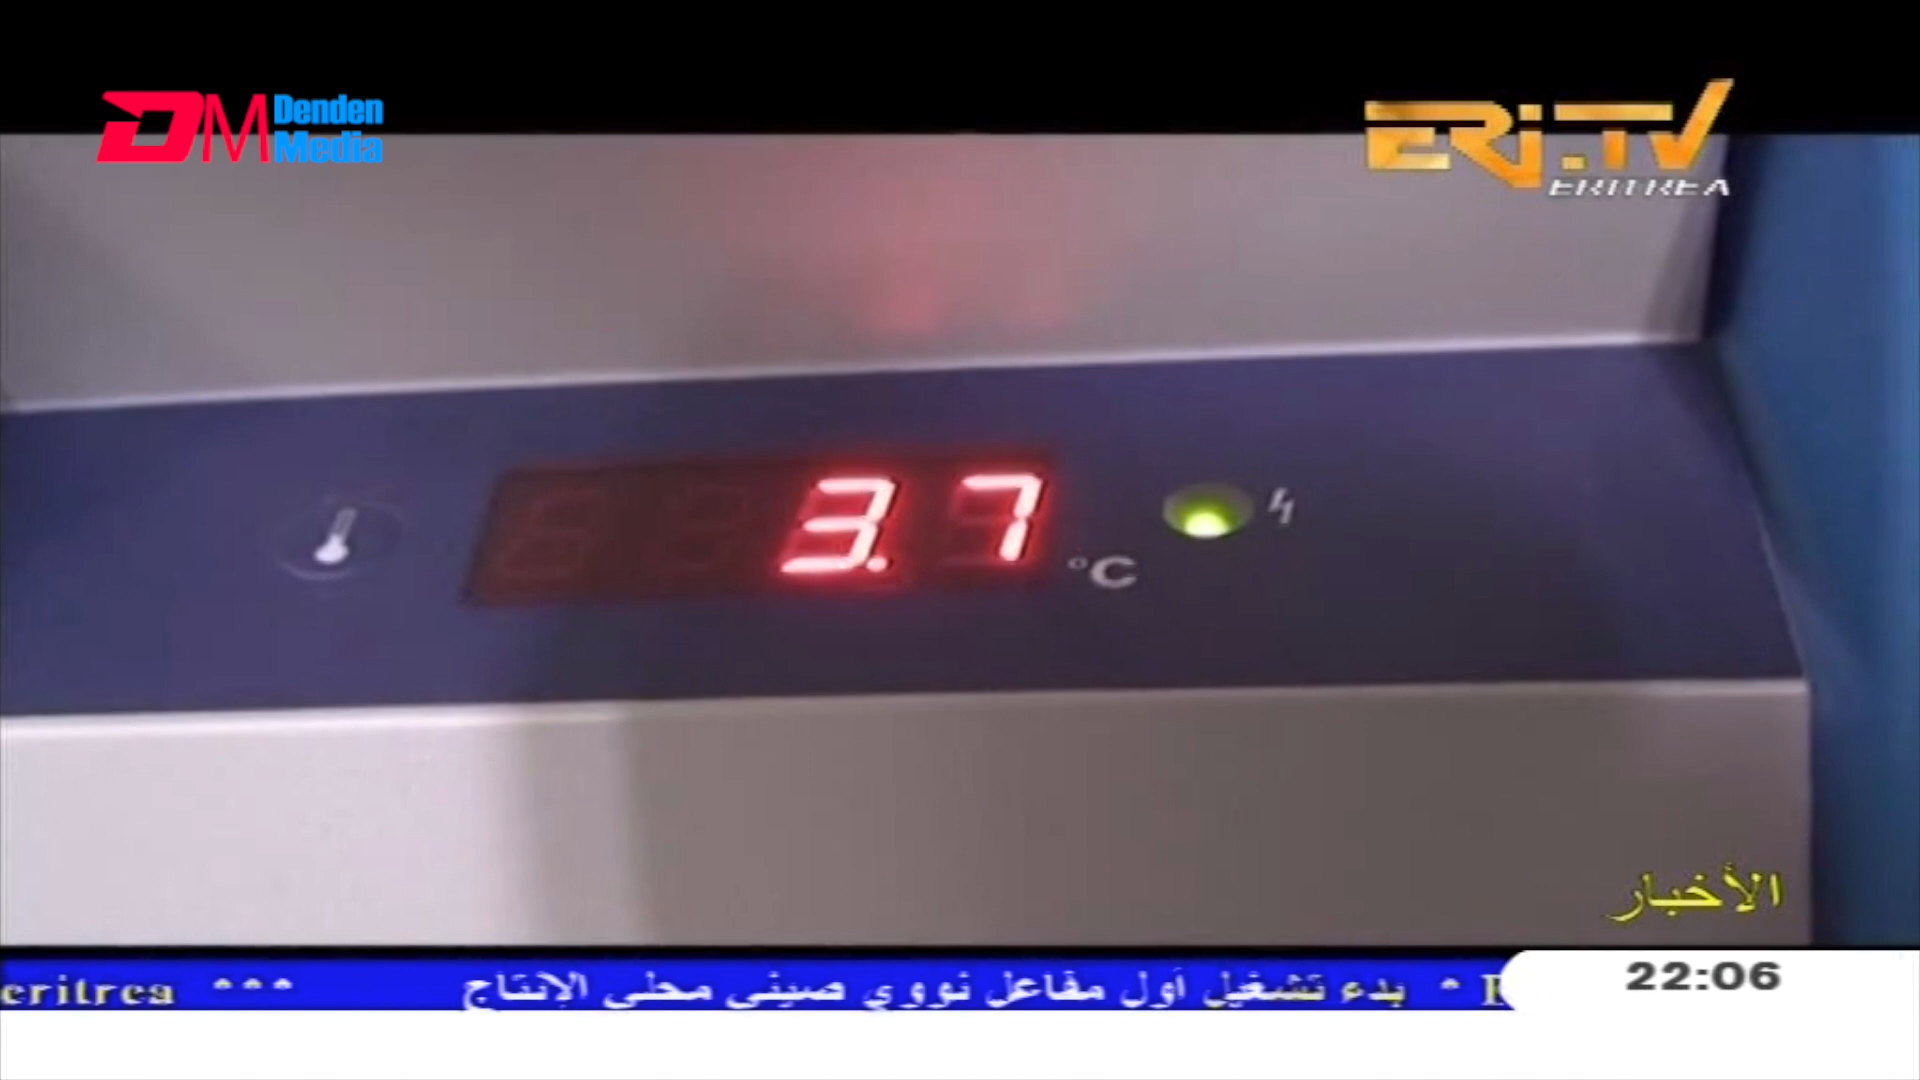 DM Denden
Media
ERi.TV
ERITREA
3.7
°C
الأخبار
eritrea *** بدء تشغيل أول مفاعل نووي صيني محلي الإنتاج *
22:06